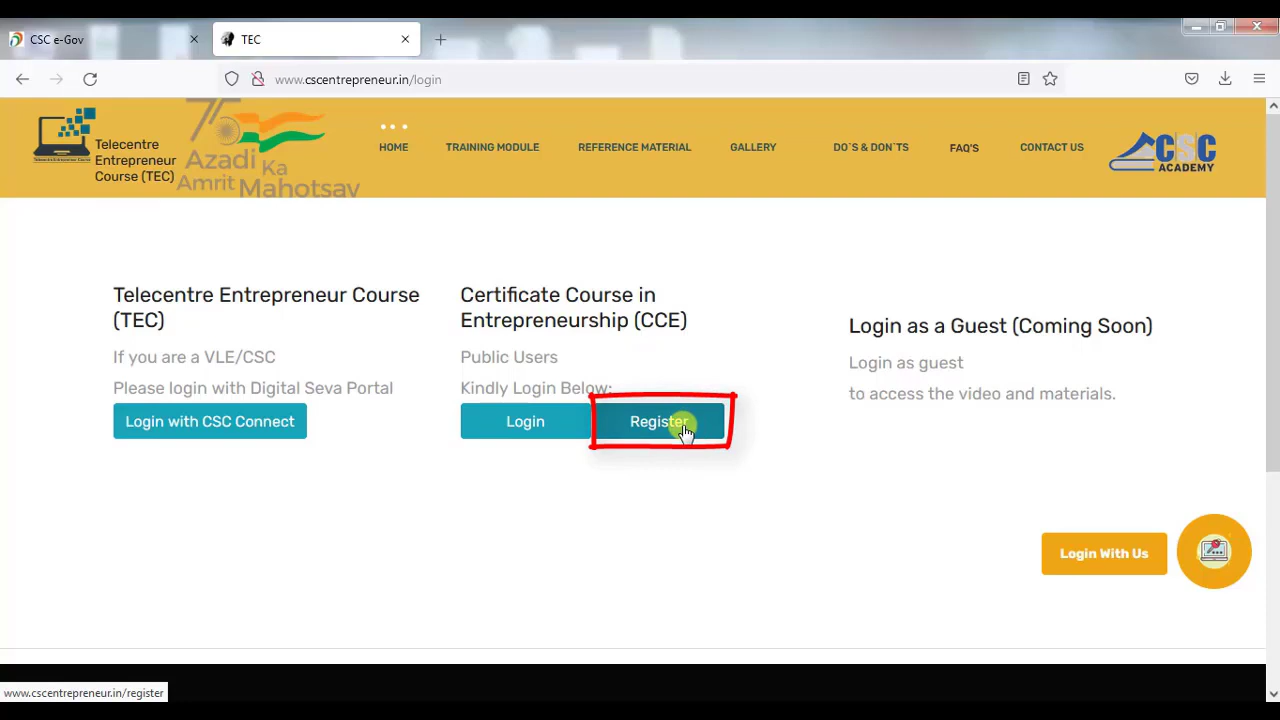 CSC e-Gov
TEC
www.cscentrepreneur.in/login
Telecentre
Entrepreneur
Course (TEC)
75
Azadi Ka
Amrit Mahotsav
HOME
TRAINING MODULE
REFERENCE MATERIAL
GALLERY
DO`S & DON`TS
FAQ'S
CONTACT US
CSC
ACADEMY
Telecentre Entrepreneur Course
(TEC)
If you are a VLE/CSC
Please login with Digital Seva Portal
Login with CSC Connect
Certificate Course in
Entrepreneurship (CCE)
Public Users
Kindly Login Below:
Login
Register
Login as a Guest (Coming Soon)
Login as guest
to access the video and materials.
Login With Us
www.cscentrepreneur.in/register